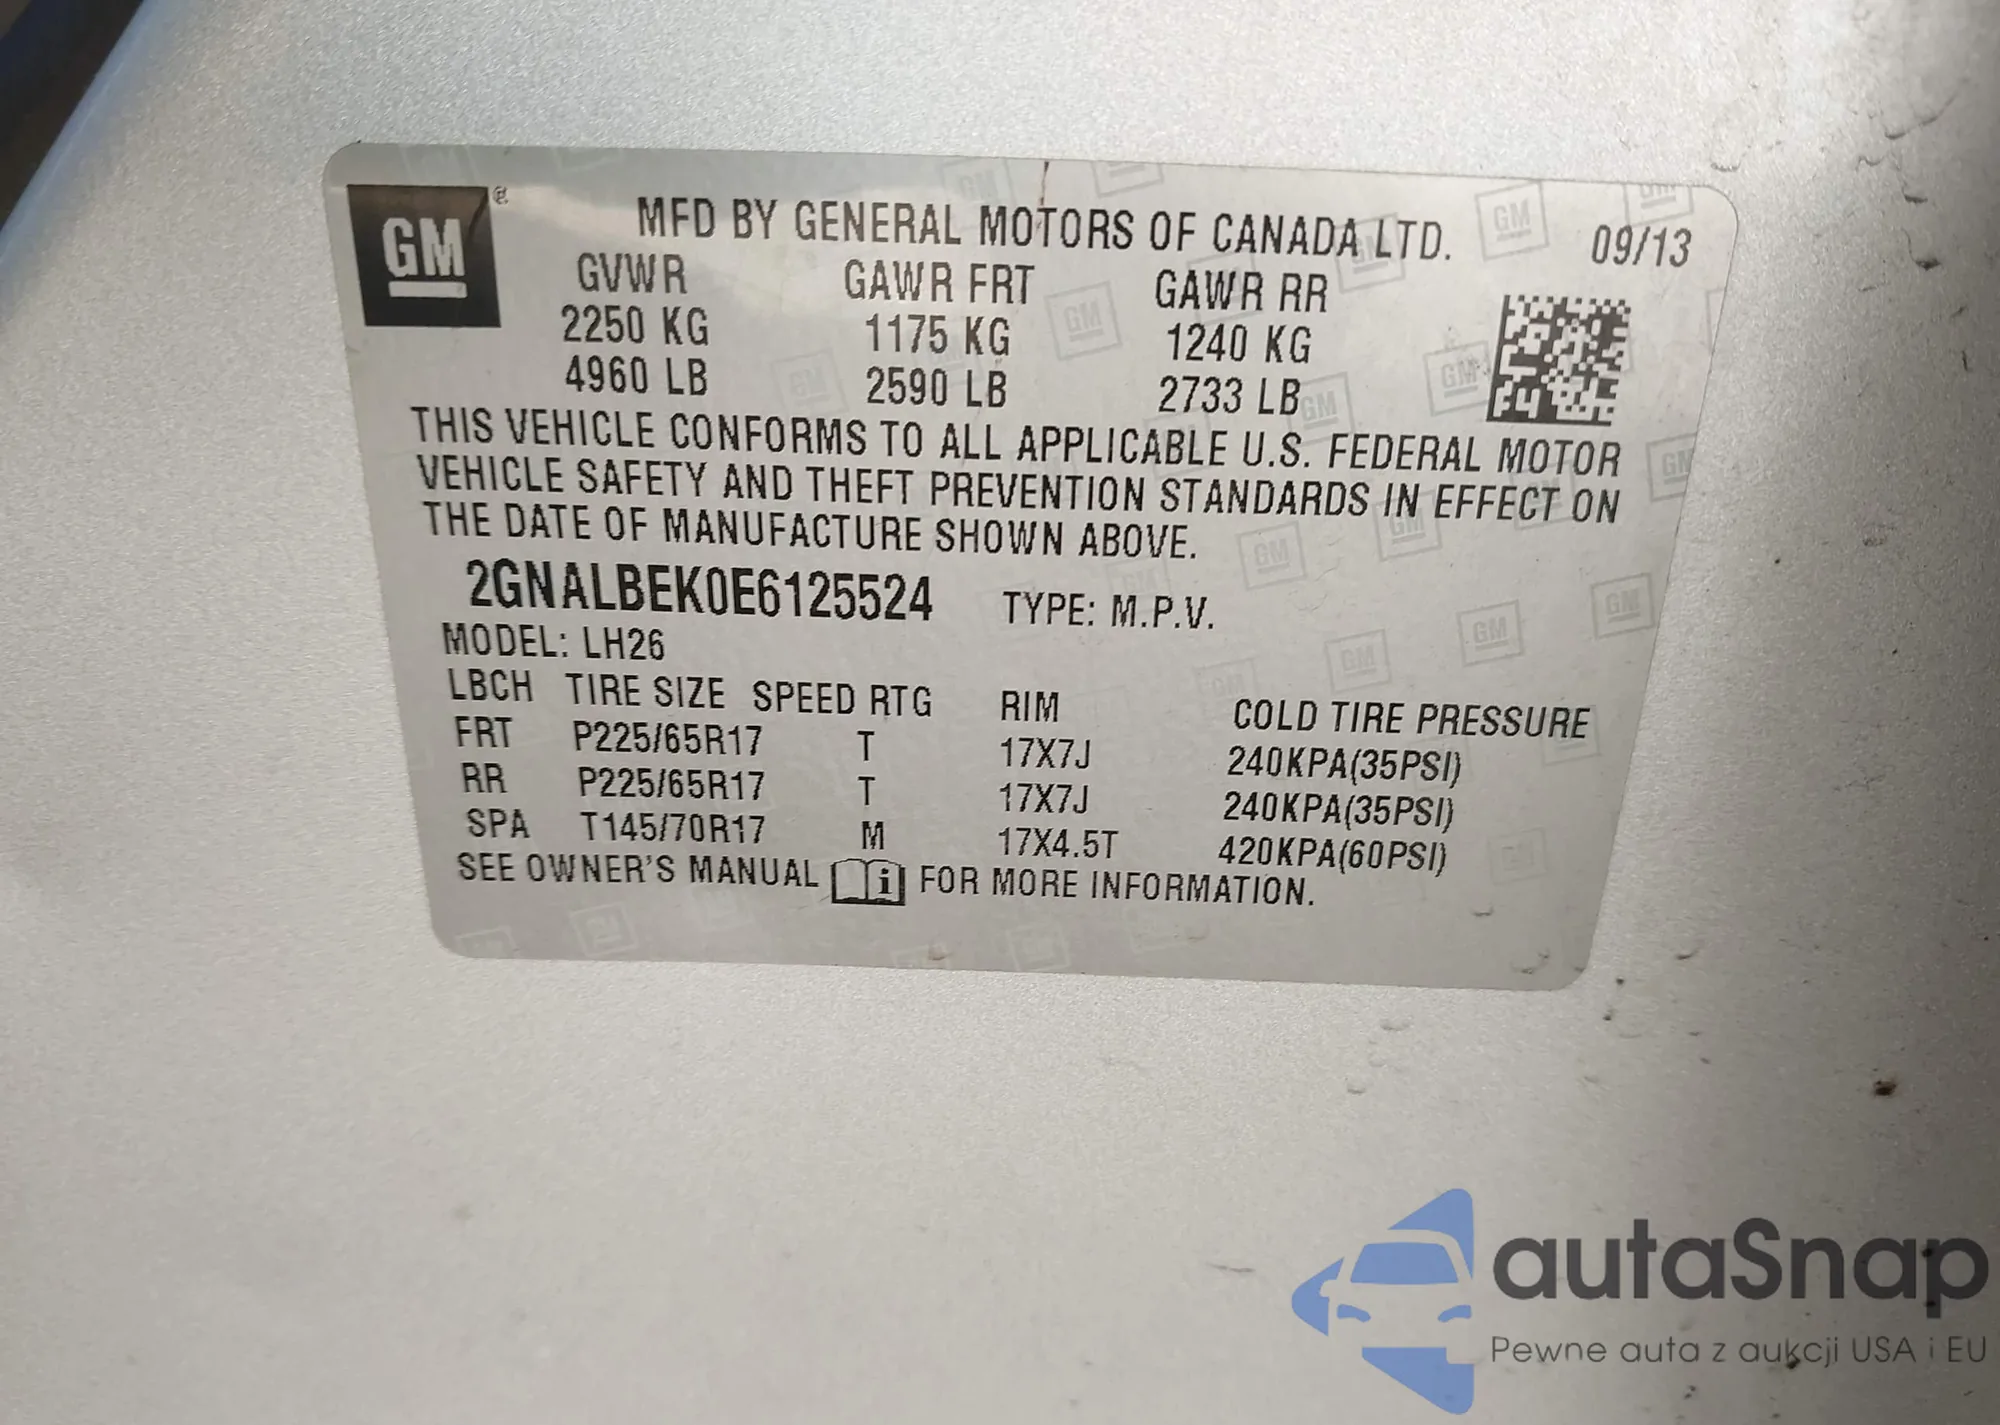 GM ®
MFD BY GENERAL MOTORS OF CANADA LTD. 09/13
GVWR GAWR FRT GAWR RR
2250 KG 1175 KG 1240 KG
4960 LB 2590 LB 2733 LB
THIS VEHICLE CONFORMS TO ALL APPLICABLE U.S. FEDERAL MOTOR
VEHICLE SAFETY AND THEFT PREVENTION STANDARDS IN EFFECT ON
THE DATE OF MANUFACTURE SHOWN ABOVE.
2GNALBEK0E6125524 TYPE: M.P.V.
MODEL: LH26
LBCH TIRE SIZE SPEED RTG RIM COLD TIRE PRESSURE
FRT P225/65R17 T 17X7J 240KPA(35PSI)
RR P225/65R17 T 17X7J 240KPA(35PSI)
SPA T145/70R17 M 17X4.5T 420KPA(60PSI)
SEE OWNER'S MANUAL i FOR MORE INFORMATION.
autaSnap
Pewne auta z aukcji USA i EU